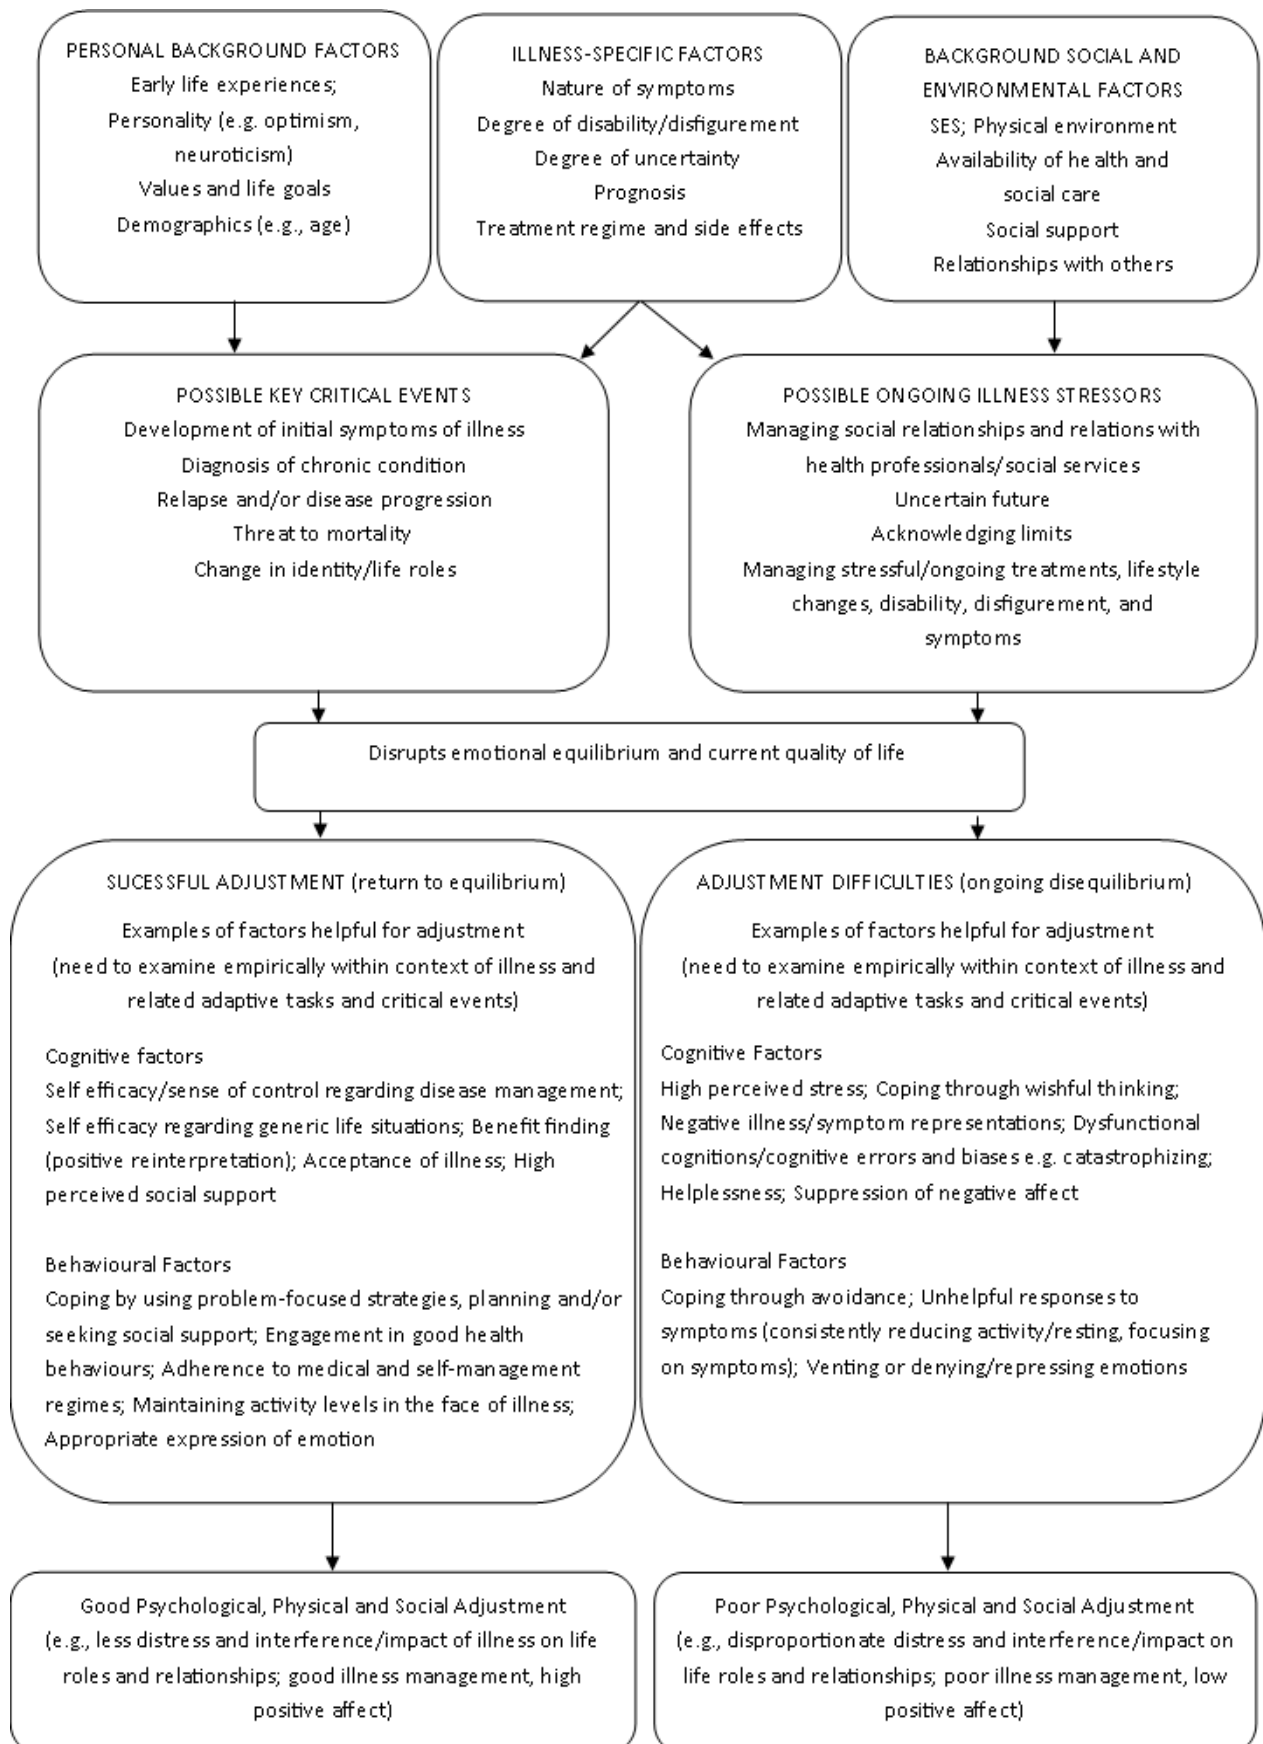 PERSONAL BACKGROUND FACTORS
Early life experiences;
Personality (e.g. optimism,
neuroticism)
Values and life goals
Demographics (e.g., age)
ILLNESS-SPECIFIC FACTORS
Nature of symptoms
Degree of disability/disfigurement
Degree of uncertainty
Prognosis
Treatment regime and side effects
BACKGROUND SOCIAL AND
ENVIRONMENTAL FACTORS
SES; Physical environment
Availability of health and
social care
Social support
Relationships with others
POSSIBLE KEY CRITICAL EVENTS
Development of initial symptoms of illness
Diagnosis of chronic condition
Relapse and/or disease progression
Threat to mortality
Change in identity/life roles
POSSIBLE ONGOING ILLNESS STRESSORS
Managing social relationships and relations with
health professionals/social services
Uncertain future
Acknowledging limits
Managing stressful/ongoing treatments, lifestyle
changes, disability, disfigurement, and
symptoms
Disrupts emotional equilibrium and current quality of life
SUCESSFUL ADJUSTMENT (return to equilibrium)
Examples of factors helpful for adjustment
(need to examine empirically within context of illness and
related adaptive tasks and critical events)
Cognitive factors
Self efficacy/sense of control regarding disease management;
Self efficacy regarding generic life situations; Benefit finding
(positive reinterpretation); Acceptance of illness; High
perceived social support
Behavioural Factors
Coping by using problem-focused strategies, planning and/or
seeking social support; Engagement in good health
behaviours; Adherence to medical and self-management
regimes; Maintaining activity levels in the face of illness;
Appropriate expression of emotion
ADJUSTMENT DIFFICULTIES (ongoing disequilibrium)
Examples of factors helpful for adjustment
(need to examine empirically within context of illness and
related adaptive tasks and critical events)
Cognitive Factors
High perceived stress; Coping through wishful thinking;
Negative illness/symptom representations; Dysfunctional
cognitions/cognitive errors and biases e.g. catastrophizing;
Helplessness; Suppression of negative affect
Behavioural Factors
Coping through avoidance; Unhelpful responses to
symptoms (consistently reducing activity/resting, focusing
on symptoms); Venting or denying/repressing emotions
Good Psychological, Physical and Social Adjustment
(e.g., less distress and interference/impact of illness on life
roles and relationships; good illness management, high
positive affect)
Poor Psychological, Physical and Social Adjustment
(e.g., disproportionate distress and interference/impact on
life roles and relationships; poor illness management, low
positive affect)